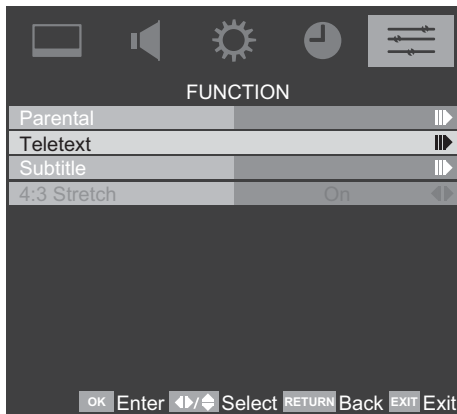 FUNCTION
Parental
Teletext
Subtitle
4:3 Stretch On
OK Enter / Select RETURN Back EXIT Exit